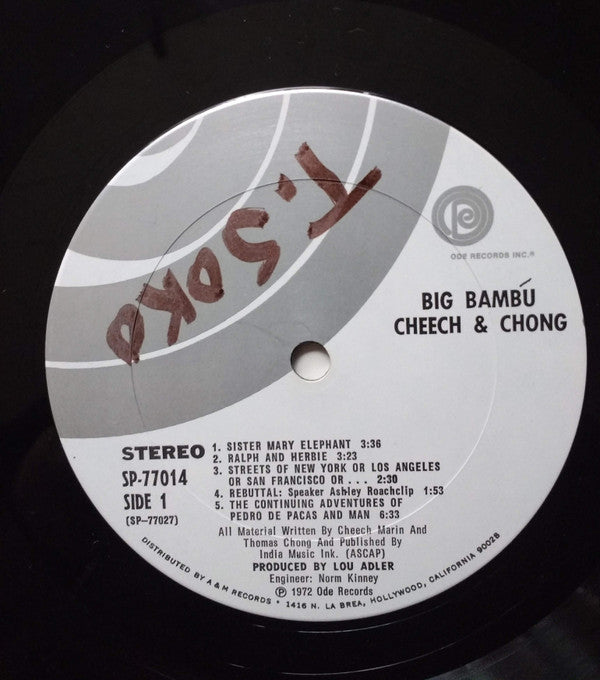 T. SOKO
ODE RECORDS INC.®
BIG BAMBÚ
CHEECH & CHONG
STEREO
SP-77014
SIDE 1
(SP-77027)
1. SISTER MARY ELEPHANT 3:36
2. RALPH AND HERBIE 3:23
3. STREETS OF NEW YORK OR LOS ANGELES
OR SAN FRANCISCO OR . . . 2:30
4. REBUTTAL: Speaker Ashley Roachclip 1:53
5. THE CONTINUING ADVENTURES OF
PEDRO DE PACAS AND MAN 6:33
All Material Written By Cheech Marin And
Thomas Chong And Published By
India Music Ink. (ASCAP)
PRODUCED BY LOU ADLER
Engineer: Norm Kinney
℗ 1972 Ode Records
DISTRIBUTED BY A & M RECORDS • 1416 N. LA BREA, HOLLYWOOD, CALIFORNIA 90028